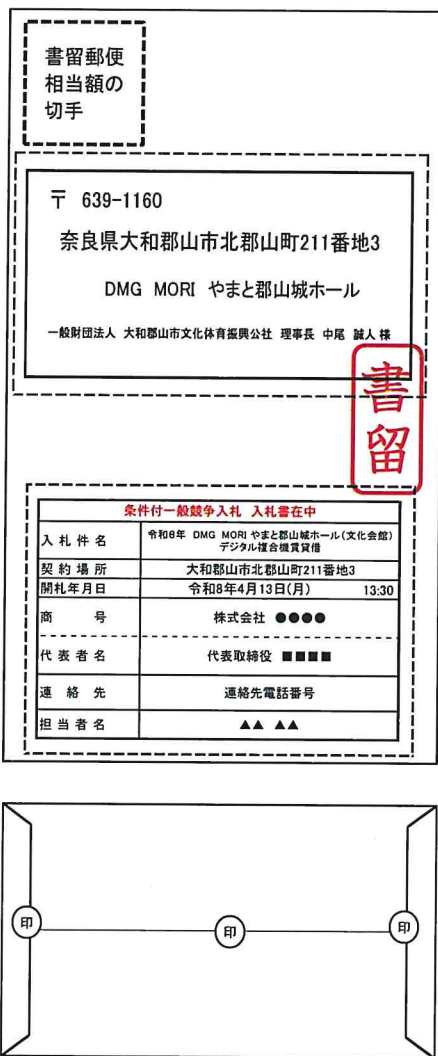 書留郵便
相当額の
切手
〒 639-1160
奈良県大和郡山市北郡山町211番地3
DMG MORI やまと郡山城ホール
一般財団法人 大和郡山市文化体育振興公社 理事長 中尾 誠人 様
書留
条件付一般競争入札 入札書在中
入札件名 令和8年 DMG MORI やまと郡山城ホール(文化会館)
デジタル複合機賃貸借
契約場所 大和郡山市北郡山町211番地3
開札年月日 令和8年4月13日(月) 13:30
商 号 株式会社 ●●●●
代表者名 代表取締役 ■■■■
連 絡 先 連絡先電話番号
担当者名 ▲▲ ▲▲
印 印 印